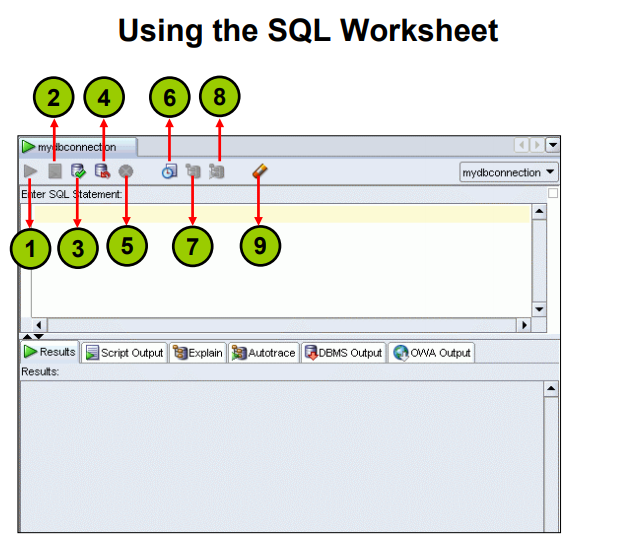 Using the SQL Worksheet
2 4 6 8
mydbconnection
mydbconnection
Enter SQL Statement:
1 3 5 7 9
Results Script Output Explain Autotrace DBMS Output OWA Output
Results: